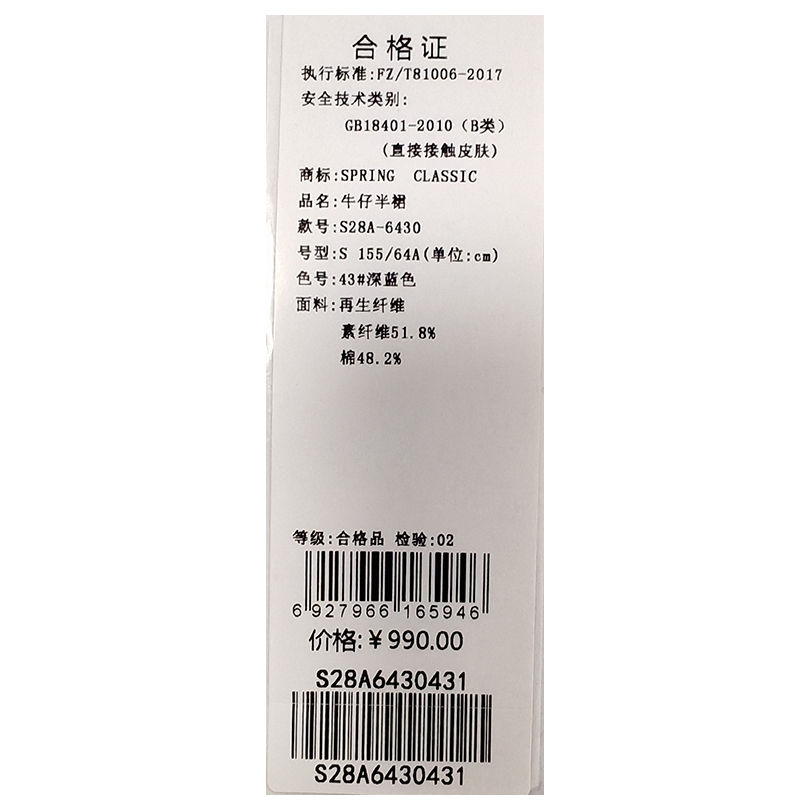 合格证
执行标准:FZ/T81006-2017
安全技术类别:
GB18401-2010（B类）
(直接接触皮肤)
商标:SPRING CLASSIC
品名:牛仔半裙
款号:S28A-6430
号型:S 155/64A(单位:cm)
色号:43#深蓝色
面料:再生纤维
素纤维51.8%
棉48.2%
等级:合格品 检验:02
6 927966 165946
价格:￥990.00
S28A6430431
S28A6430431